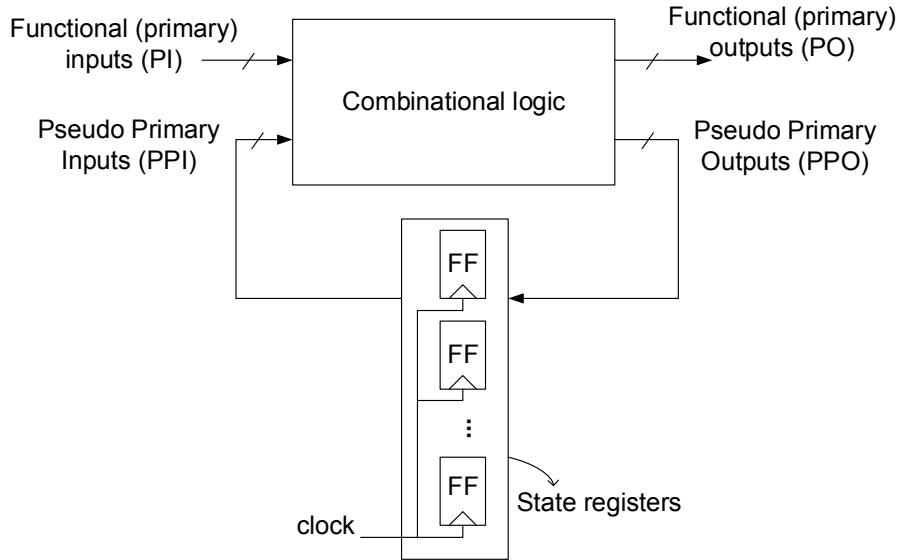 Functional (primary)
inputs (PI)
Functional (primary)
outputs (PO)
Combinational logic
Pseudo Primary
Inputs (PPI)
Pseudo Primary
Outputs (PPO)
FF
FF
...
FF
State registers
clock